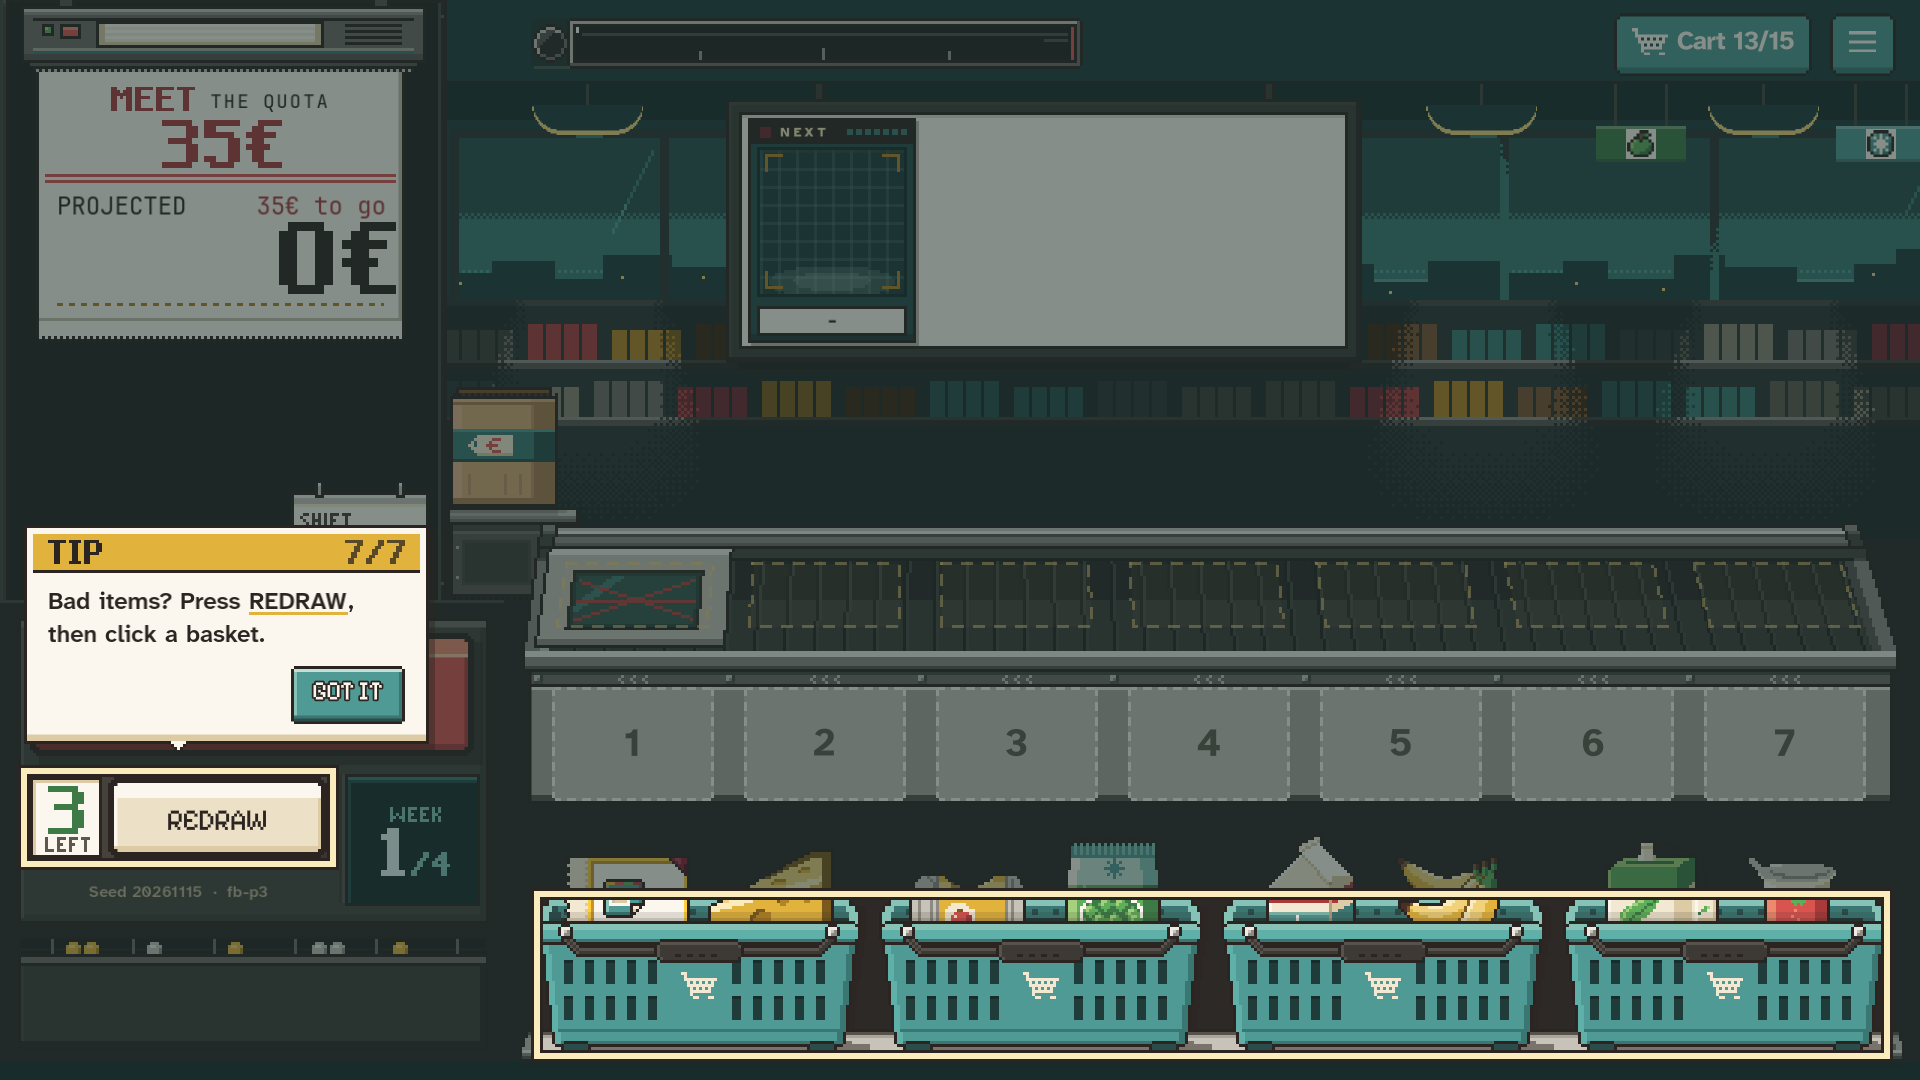 MEET THE QUOTA
35€
PROJECTED 35€ to go
0€
Cart 13/15
NEXT
-
€
SHIFT
TIP 7/7
Bad items? Press REDRAW,
then click a basket.
GOT IT
3
LEFT
REDRAW
WEEK
1/4
Seed 20261115 · fb-p3
1 2 3 4 5 6 7